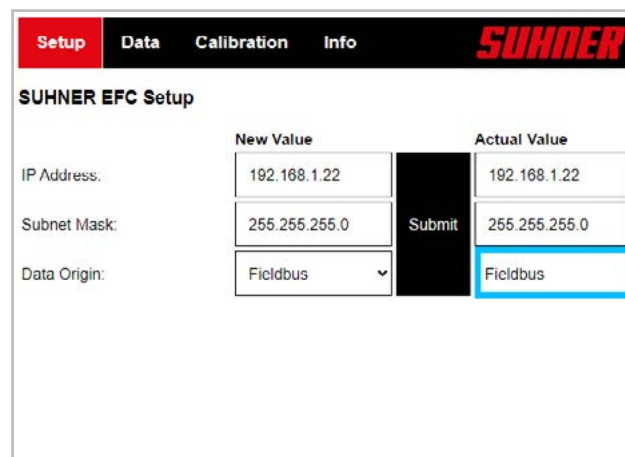 Setup Data Calibration Info SUHNER
SUHNER EFC Setup
New Value Actual Value
IP Address: 192.168.1.22 192.168.1.22
Subnet Mask: 255.255.255.0 Submit 255.255.255.0
Data Origin: Fieldbus Fieldbus